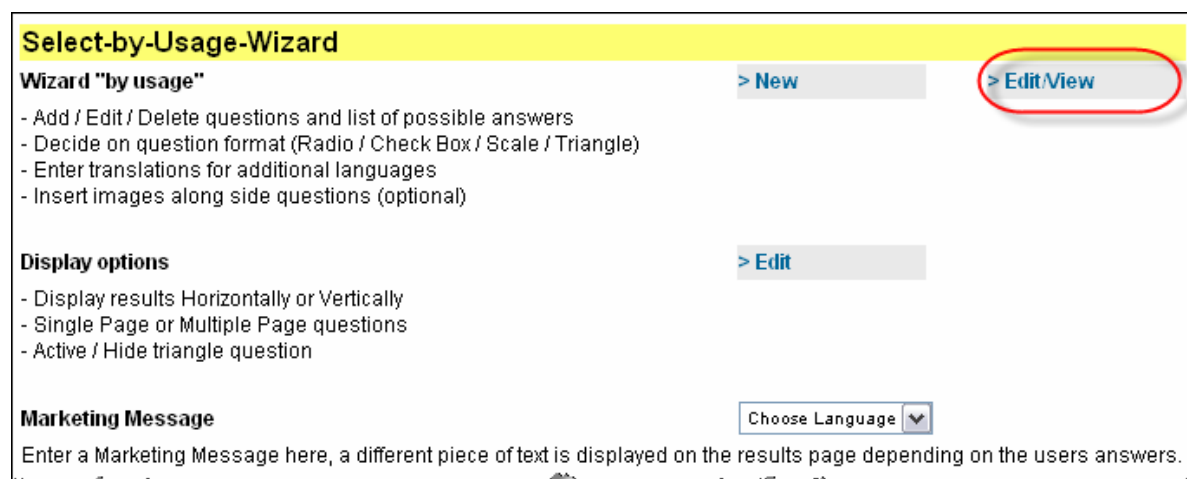 Select-by-Usage-Wizard
Wizard "by usage" > New > Edit/View
- Add / Edit / Delete questions and list of possible answers
- Decide on question format (Radio / Check Box / Scale / Triangle)
- Enter translations for additional languages
- Insert images along side questions (optional)
Display options > Edit
- Display results Horizontally or Vertically
- Single Page or Multiple Page questions
- Active / Hide triangle question
Marketing Message Choose Language
Enter a Marketing Message here, a different piece of text is displayed on the results page depending on the users answers.